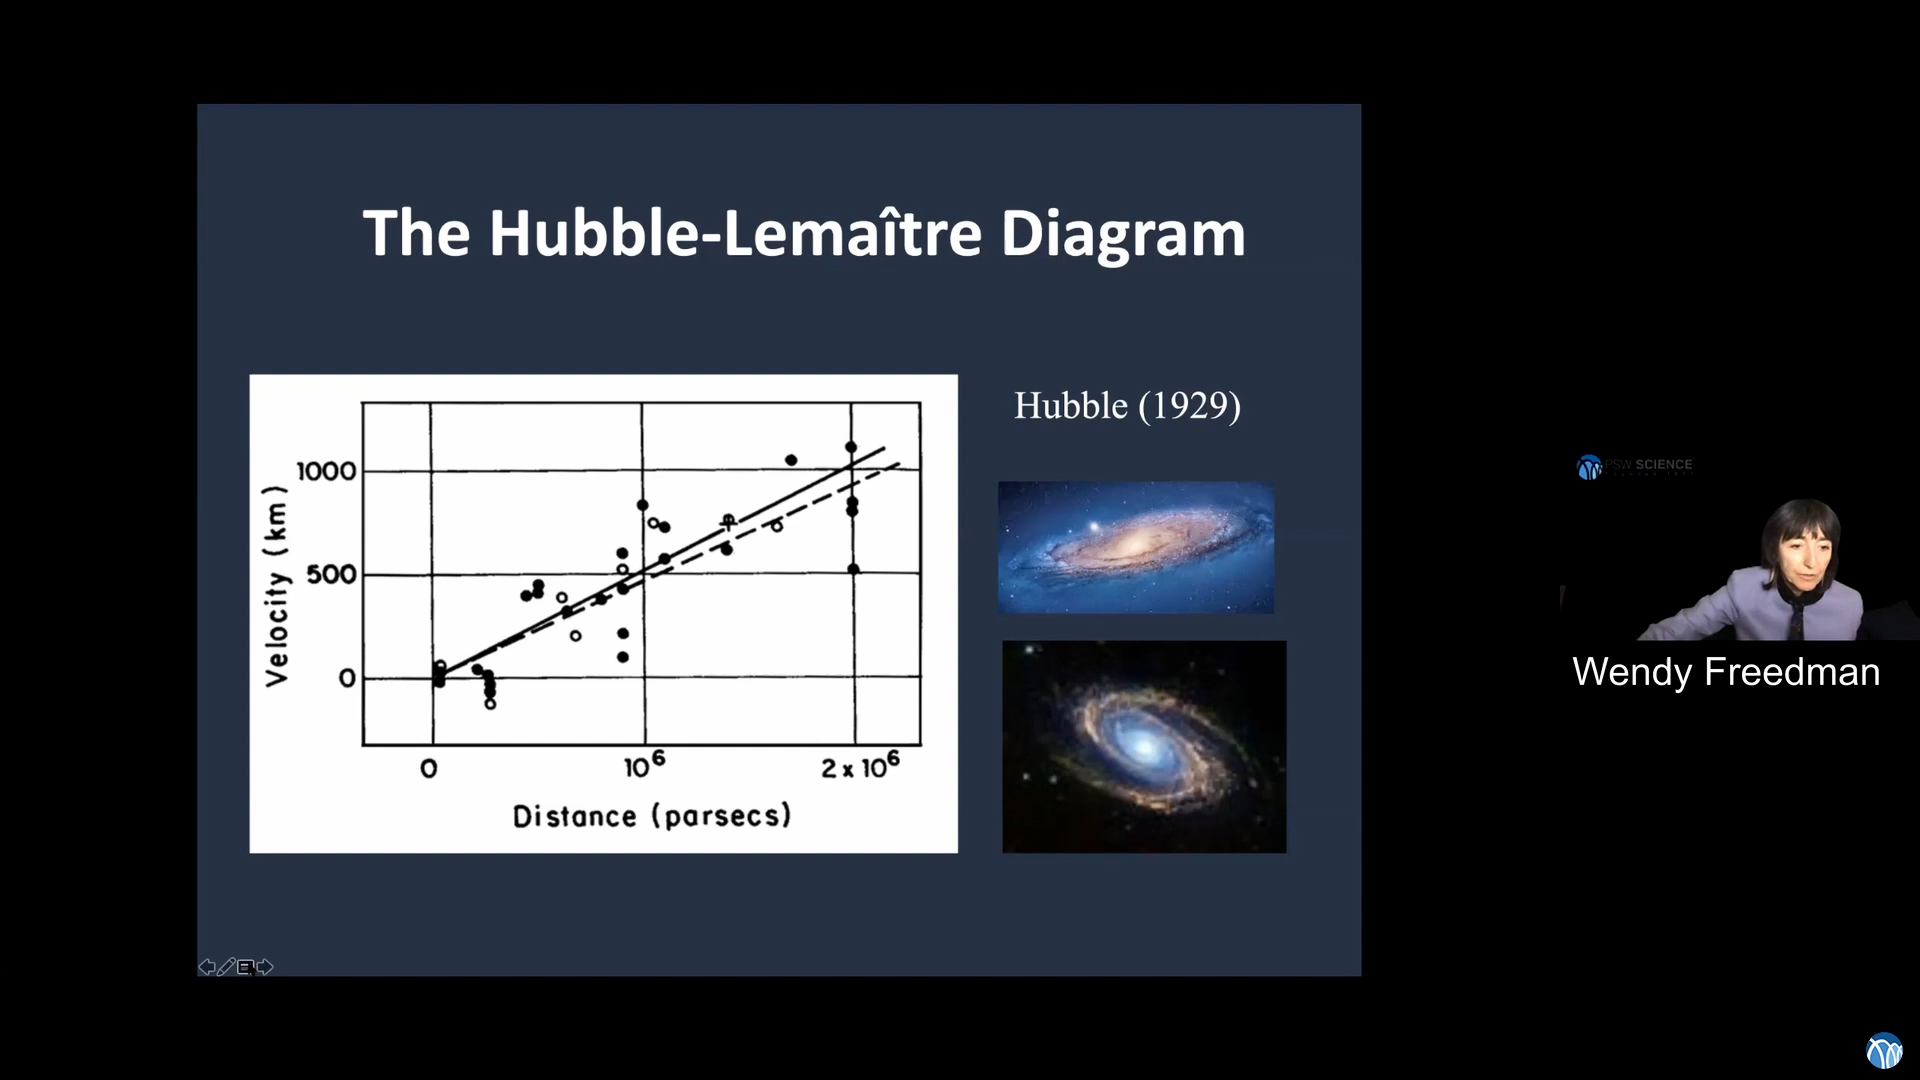 The Hubble-Lemaître Diagram
Hubble (1929)
Velocity (km)
1000
500
0
0
10⁶
2 x 10⁶
Distance (parsecs)
PSW SCIENCE
Wendy Freedman